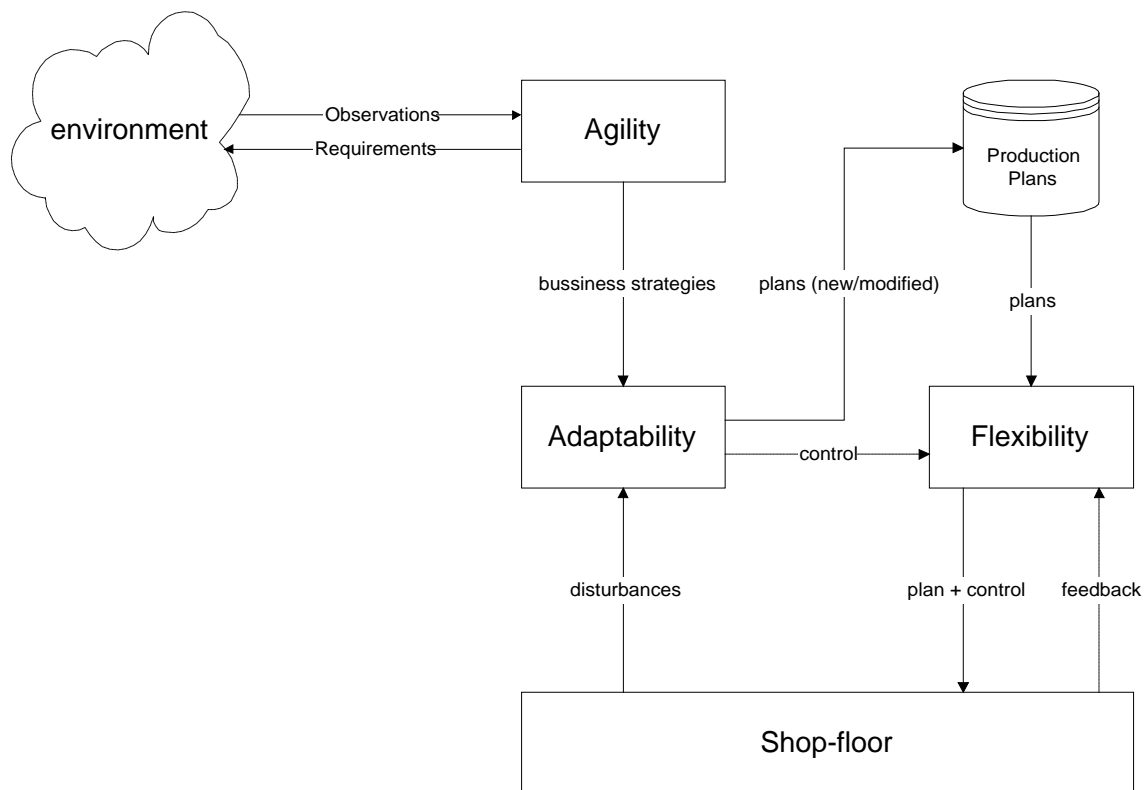 environment
Observations
Requirements
Agility
Production
Plans
bussiness strategies
plans (new/modified)
plans
Adaptability
control
Flexibility
disturbances
plan + control
feedback
Shop-floor